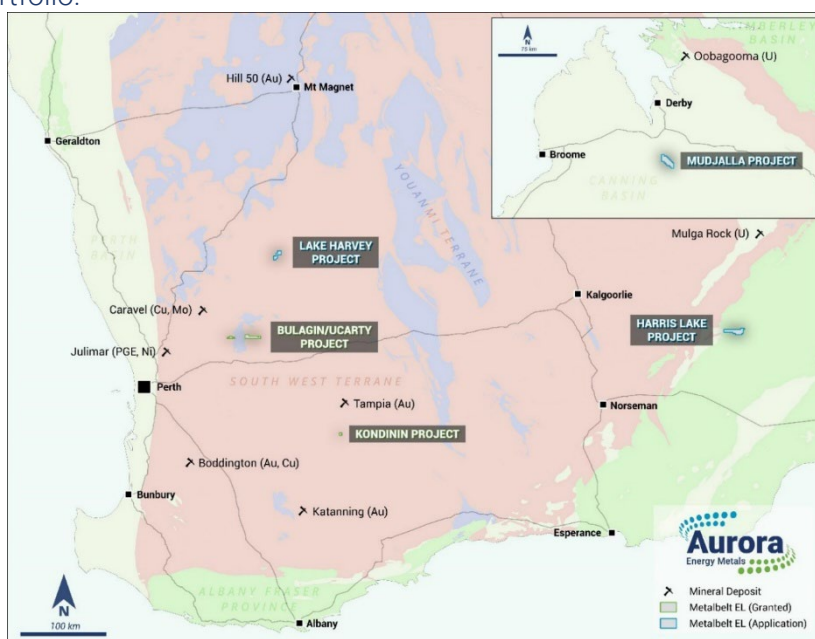 rtfolio.
N
75 km
MBERLEY
BASIN
Oobagooma (U)
Derby
Broome
MUDJALLA PROJECT
CANNING
BASIN
Hill 50 (Au)
Mt Magnet
Geraldton
YOUANMI TERRANE
Mulga Rock (U)
PERTH
BASIN
LAKE HARVEY
PROJECT
Kalgoorlie
Caravel (Cu, Mo)
BULAGIN/UCARTY
PROJECT
HARRIS LAKE
PROJECT
Julimar (PGE, Ni)
Perth
SOUTH WEST TERRANE
Tampia (Au)
Norseman
KONDININ PROJECT
Boddington (Au, Cu)
Bunbury
Katanning (Au)
Esperance
ALBANY FRASER
PROVINCE
Albany
N
100 km
Aurora
Energy Metals
Mineral Deposit
Metalbelt EL (Granted)
Metalbelt EL (Application)